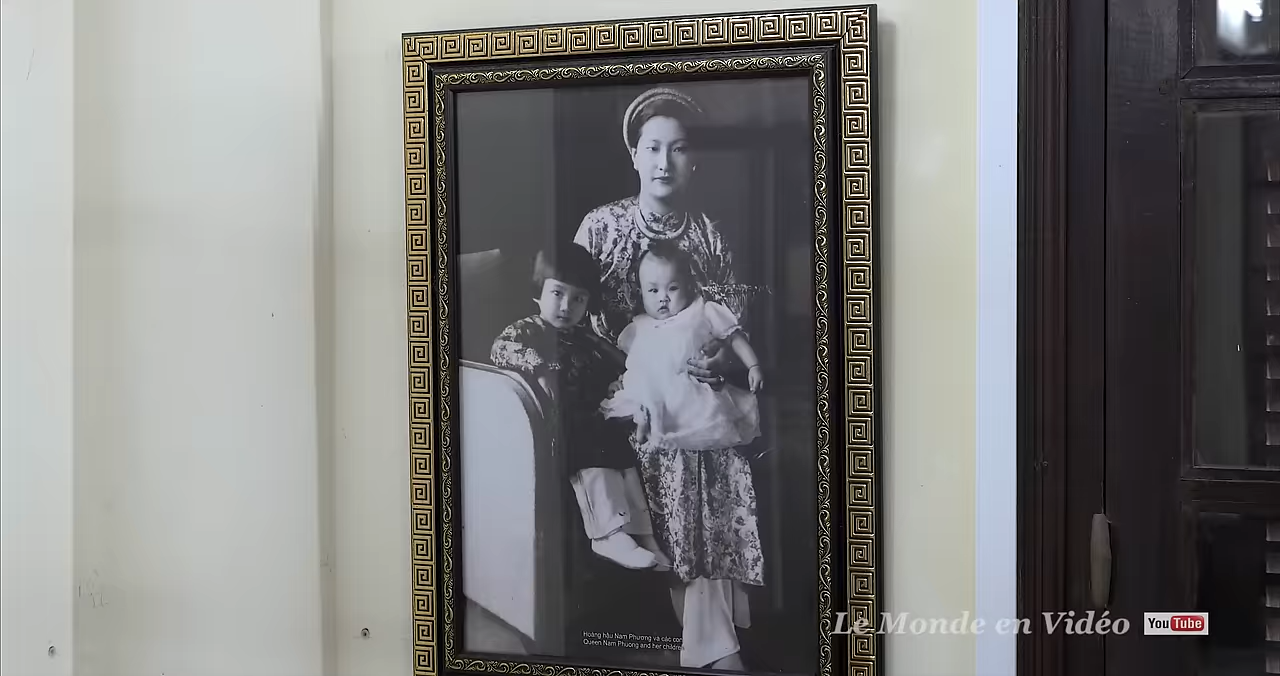 Hoàng hậu Nam Phương và các con
Queen Nam Phuong and her children
Le Monde en Vidéo
YouTube